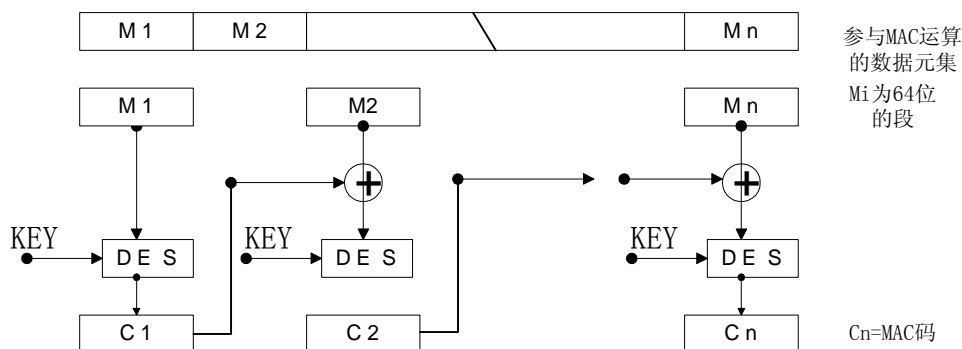 M 1 M 2 M n
参与MAC运算
的数据元集
M 1 M2 M n
Mi为64位
的段
KEY KEY KEY
D E S D E S D E S
C 1 C 2 C n
Cn=MAC码